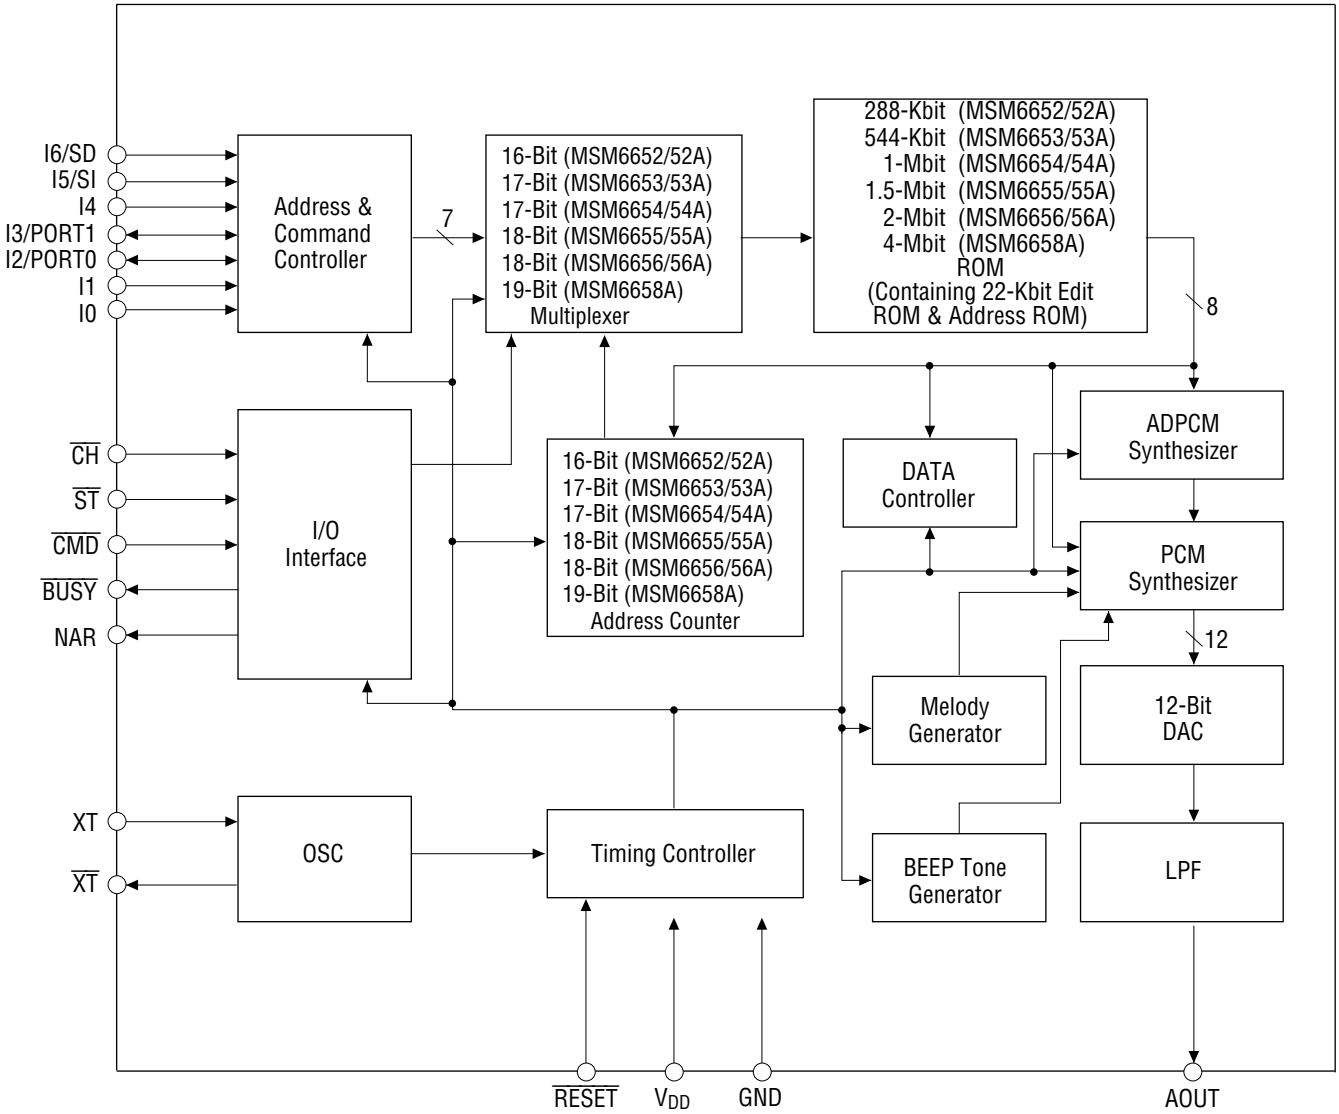 I6/SD
I5/SI
I4
I3/PORT1
I2/PORT0
I1
I0
Address &
Command
Controller
7
16-Bit (MSM6652/52A)
17-Bit (MSM6653/53A)
17-Bit (MSM6654/54A)
18-Bit (MSM6655/55A)
18-Bit (MSM6656/56A)
19-Bit (MSM6658A)
Multiplexer
288-Kbit (MSM6652/52A)
544-Kbit (MSM6653/53A)
1-Mbit (MSM6654/54A)
1.5-Mbit (MSM6655/55A)
2-Mbit (MSM6656/56A)
4-Mbit (MSM6658A)
ROM
(Containing 22-Kbit Edit
ROM & Address ROM)
8
C̅H̅
S̅T̅
C̅M̅D̅
B̅U̅S̅Y̅
NAR
I/O
Interface
16-Bit (MSM6652/52A)
17-Bit (MSM6653/53A)
17-Bit (MSM6654/54A)
18-Bit (MSM6655/55A)
18-Bit (MSM6656/56A)
19-Bit (MSM6658A)
Address Counter
DATA
Controller
ADPCM
Synthesizer
PCM
Synthesizer
12
Melody
Generator
12-Bit
DAC
XT
X̅T̅
OSC
Timing Controller
BEEP Tone
Generator
LPF
R̅E̅S̅E̅T̅
VDD
GND
AOUT